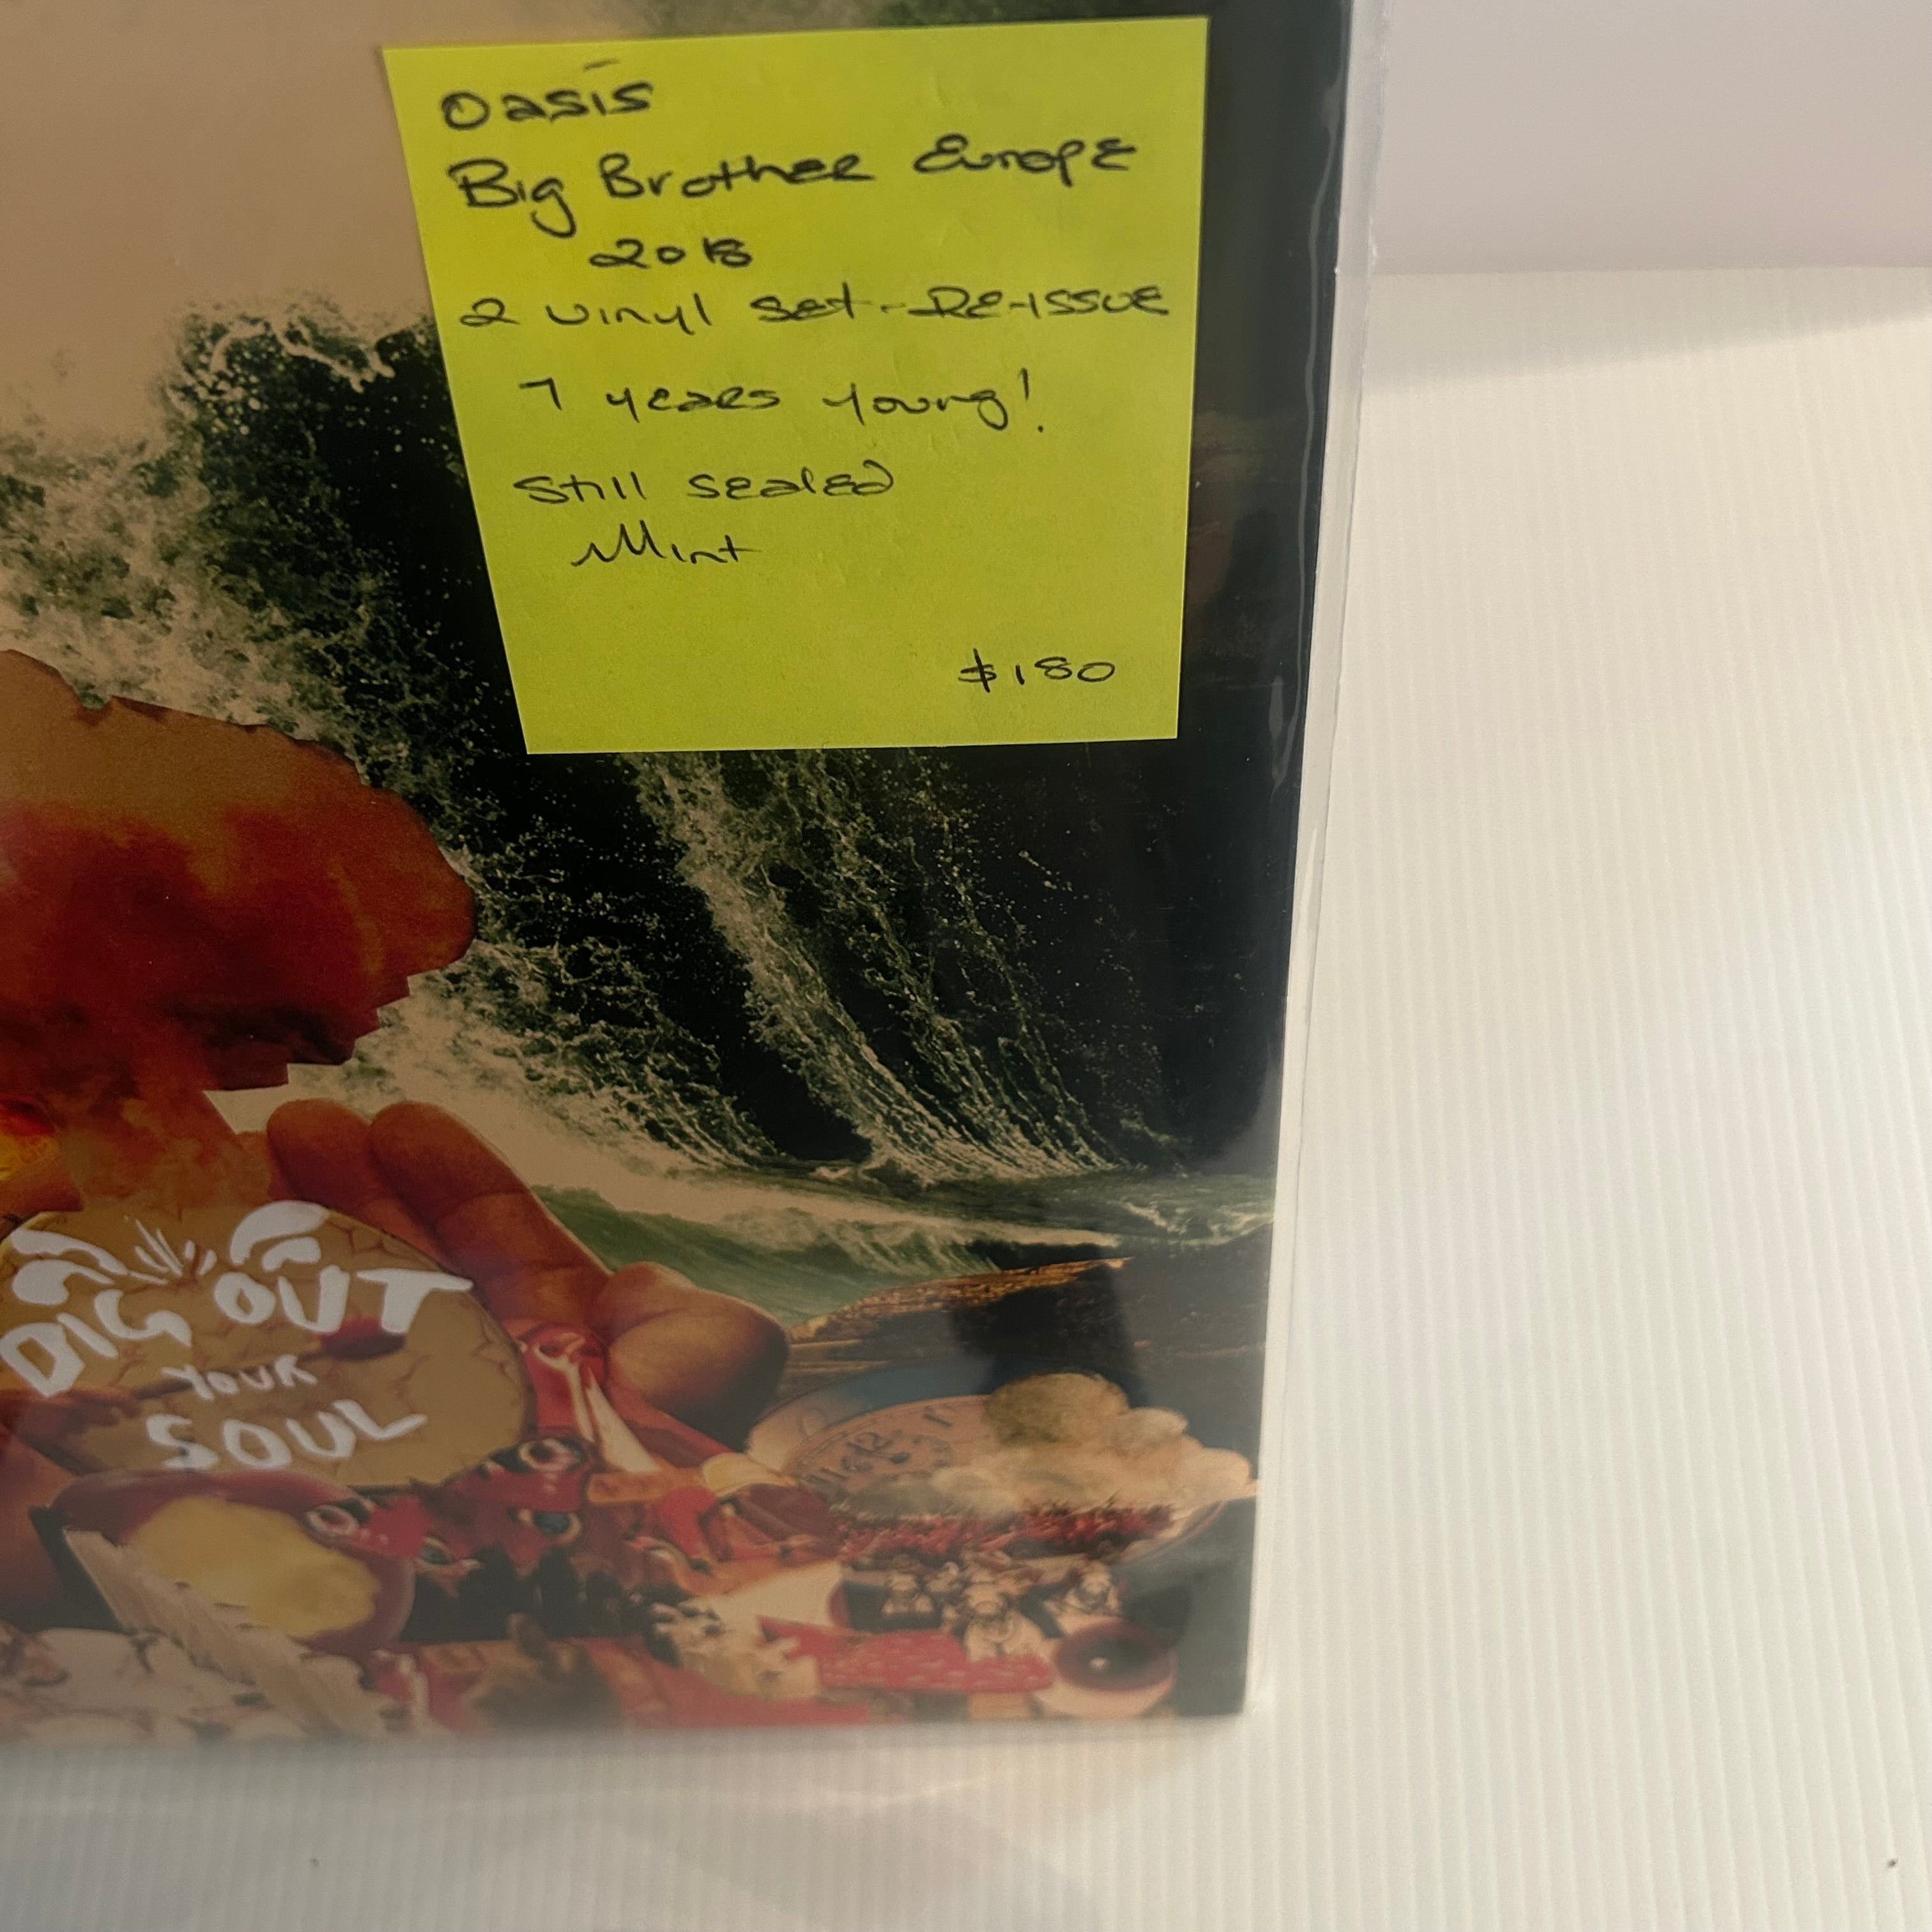 Oasis
Big Brother Europe
2018
2 vinyl set - RE-ISSUE
7 years young!
Still sealed
Mint
$180
DIG OUT
YOUR
SOUL